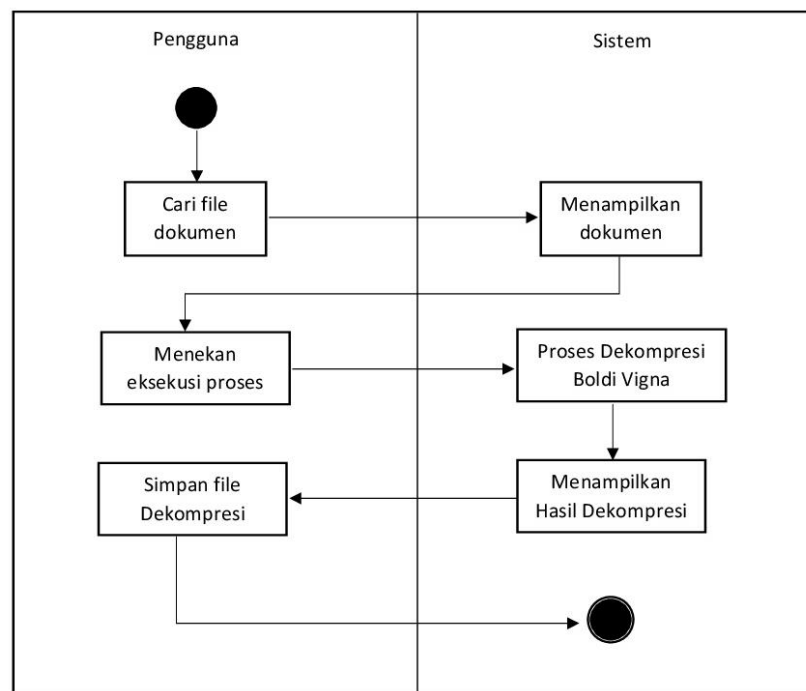 Pengguna
Sistem
Cari file
dokumen
Menampilkan
dokumen
Menekan
eksekusi proses
Proses Dekompresi
Boldi Vigna
Simpan file
Dekompresi
Menampilkan
Hasil Dekompresi